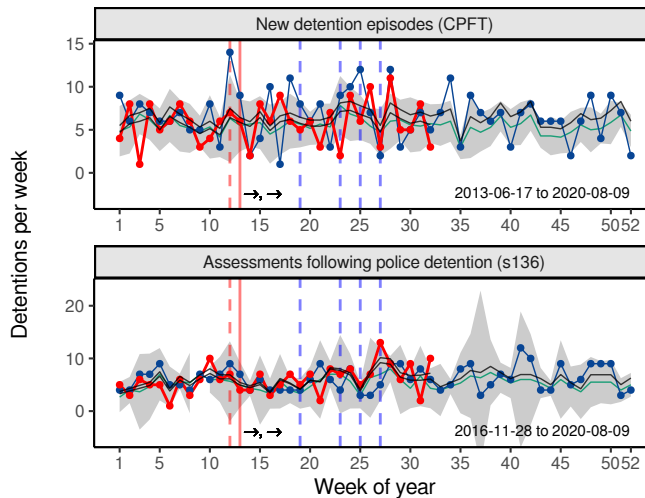 New detention episodes (CPFT)
15
10
5
0
→, →
2013-06-17 to 2020-08-09
1 5 10 15 20 25 30 35 40 45 50 52
Detentions per week
Assessments following police detention (s136)
20
10
0
→, →
2016-11-28 to 2020-08-09
1 5 10 15 20 25 30 35 40 45 50 52
Week of year